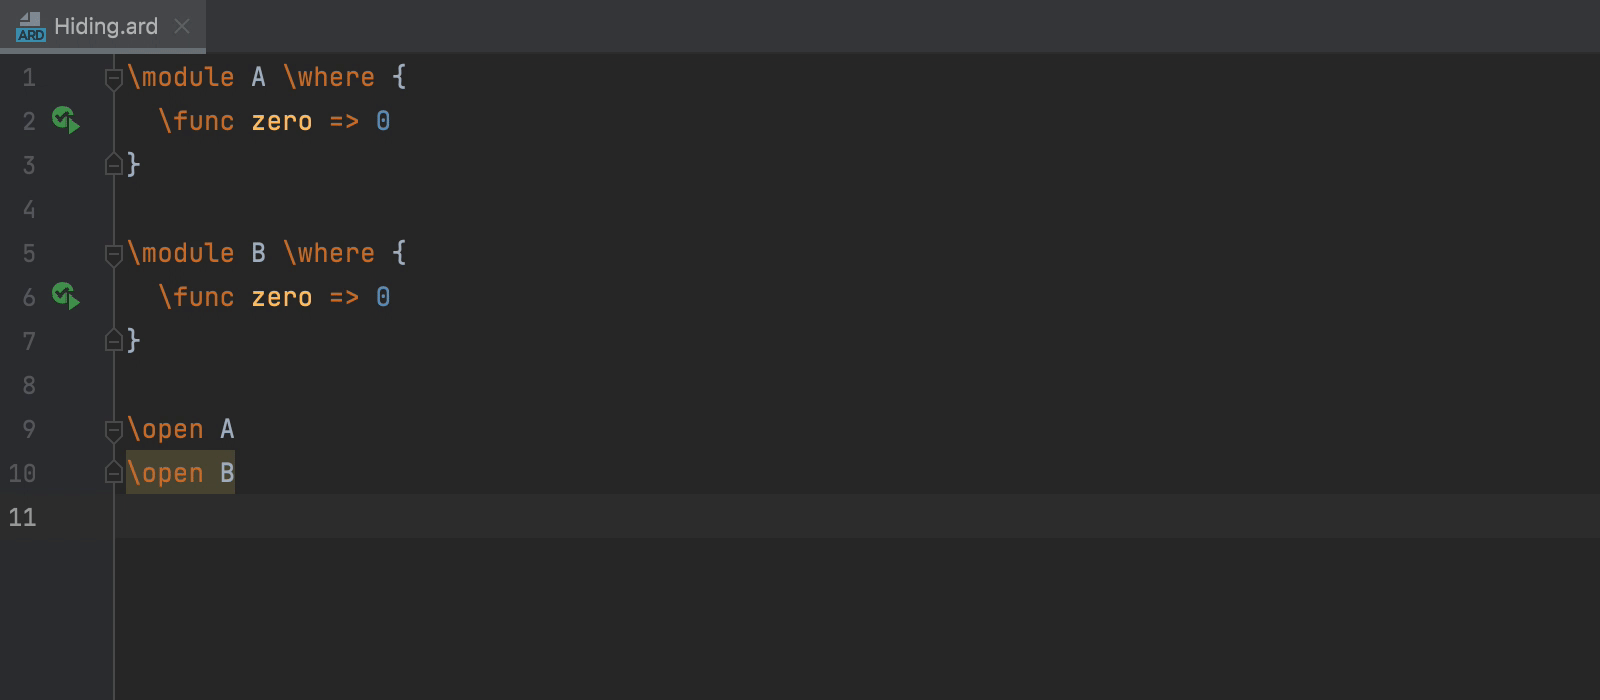 ARD Hiding.ard
1 \module A \where {
2   \func zero => 0
3 }
4
5 \module B \where {
6   \func zero => 0
7 }
8
9 \open A
10 \open B
11